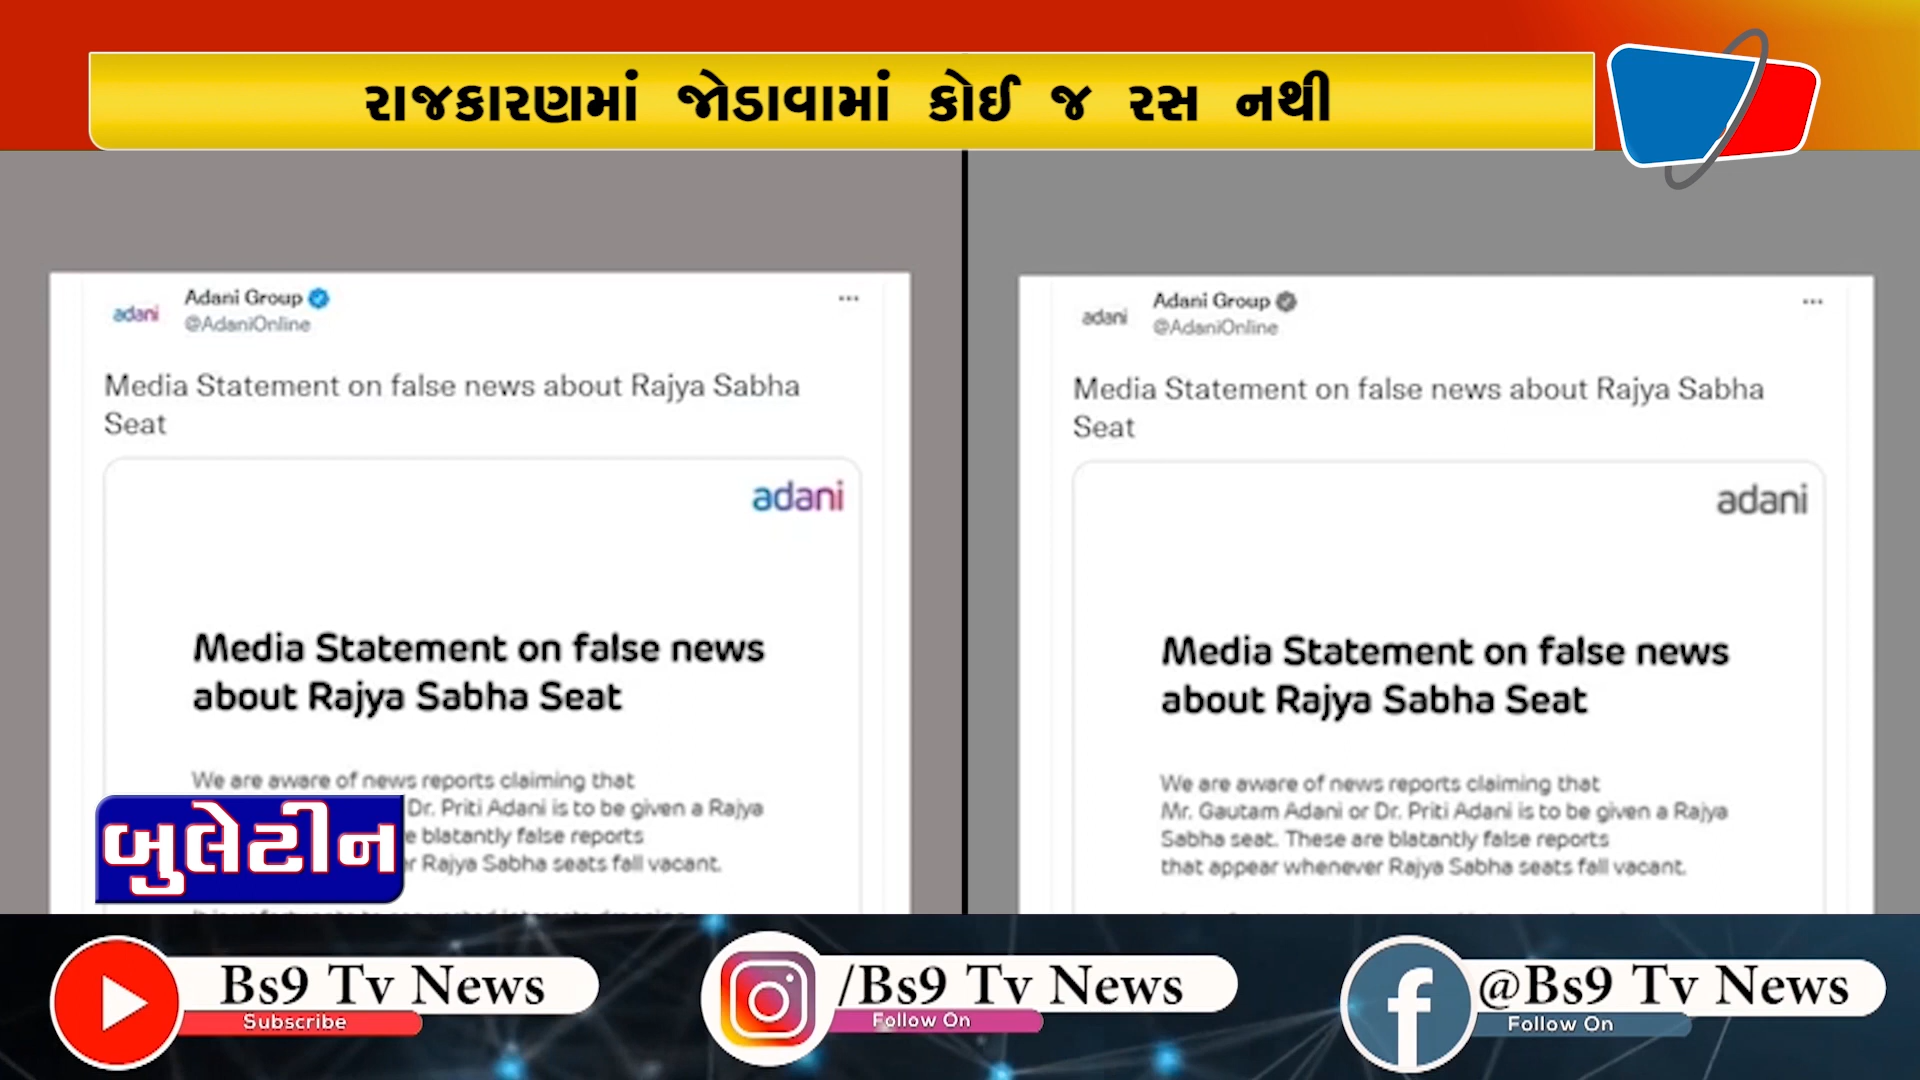 રાજકારણમાં જોડાવામાં કોઈ જ રસ નથી
adani
Adani Group
@AdaniOnline
Media Statement on false news about Rajya Sabha
Seat
adani
Media Statement on false news
about Rajya Sabha Seat
We are aware of news reports claiming that
Dr. Priti Adani is to be given a Rajya
blatantly false reports
Rajya Sabha seats fall vacant.
adani
Adani Group
@AdaniOnline
Media Statement on false news about Rajya Sabha
Seat
adani
Media Statement on false news
about Rajya Sabha Seat
We are aware of news reports claiming that
Mr. Gautam Adani or Dr. Priti Adani is to be given a Rajya
Sabha seat. These are blatantly false reports
that appear whenever Rajya Sabha seats fall vacant.
બુલેટીન
Bs9 Tv News
Subscribe
/Bs9 Tv News
Follow On
@Bs9 Tv News
Follow On